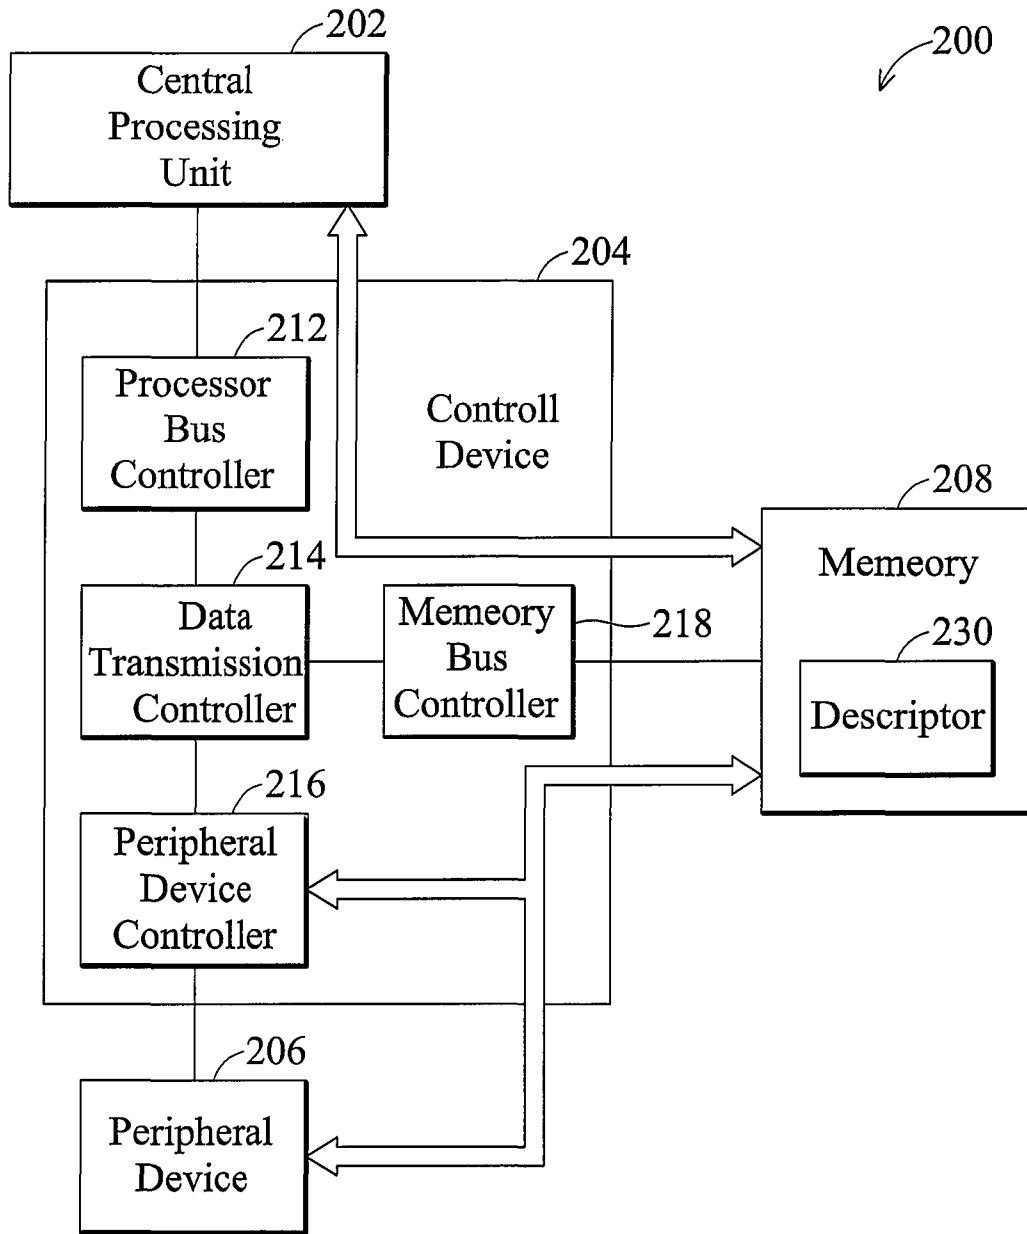 202
200
Central
Processing
Unit
204
212
Processor
Bus
Controller
Controll
Device
208
Memeory
214
Data
Transmission
Controller
Memeory
Bus
Controller
218
230
Descriptor
216
Peripheral
Device
Controller
206
Peripheral
Device